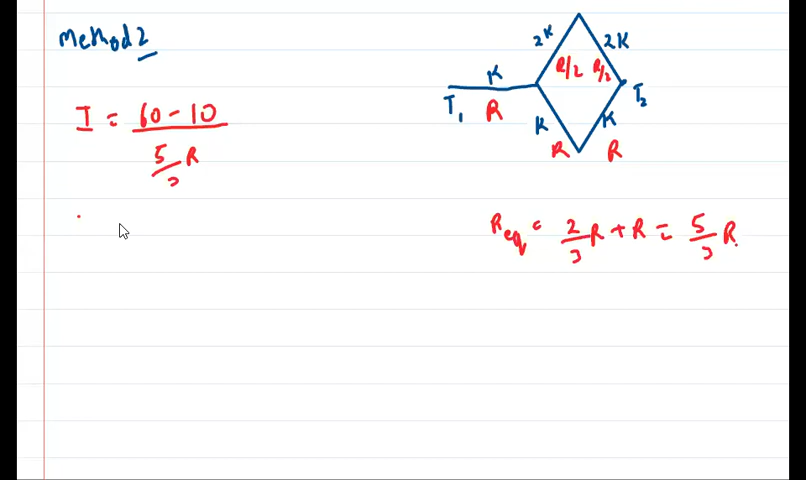 Method 2
2K 2K
R/2 R/2
K
T1 R T2
K K
R R
I = 60 - 10
5/3 R
Req = 2/3 R + R = 5/3 R.